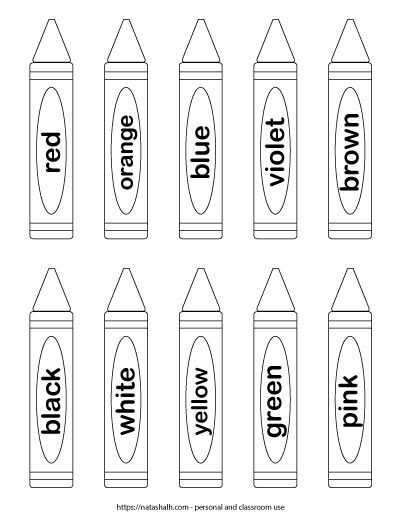 red
orange
blue
violet
brown
black
white
yellow
green
pink
https://natashalh.com - personal and classroom use